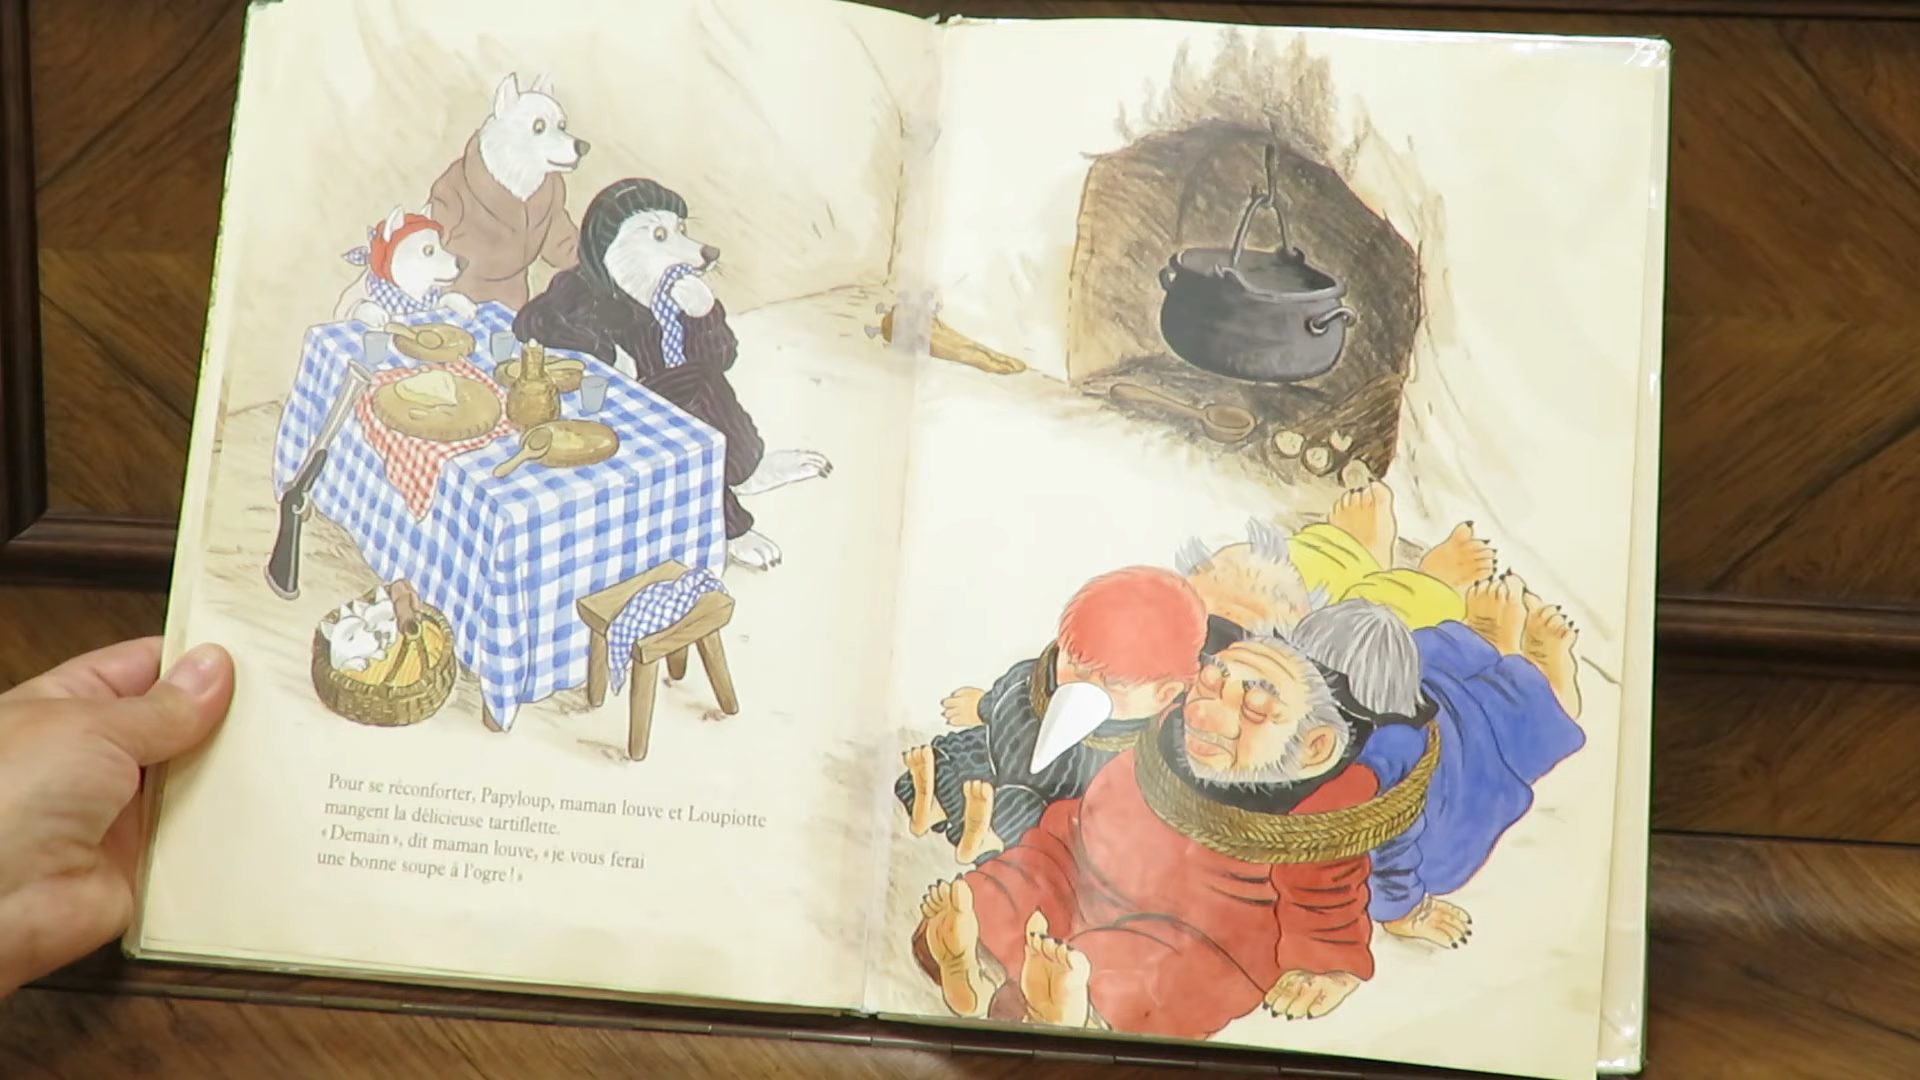 Pour se réconforter, Papyloup, maman louve et Loupiotte
mangent la délicieuse tartiflette.
«Demain», dit maman louve, «je vous ferai
une bonne soupe à l'ogre!»